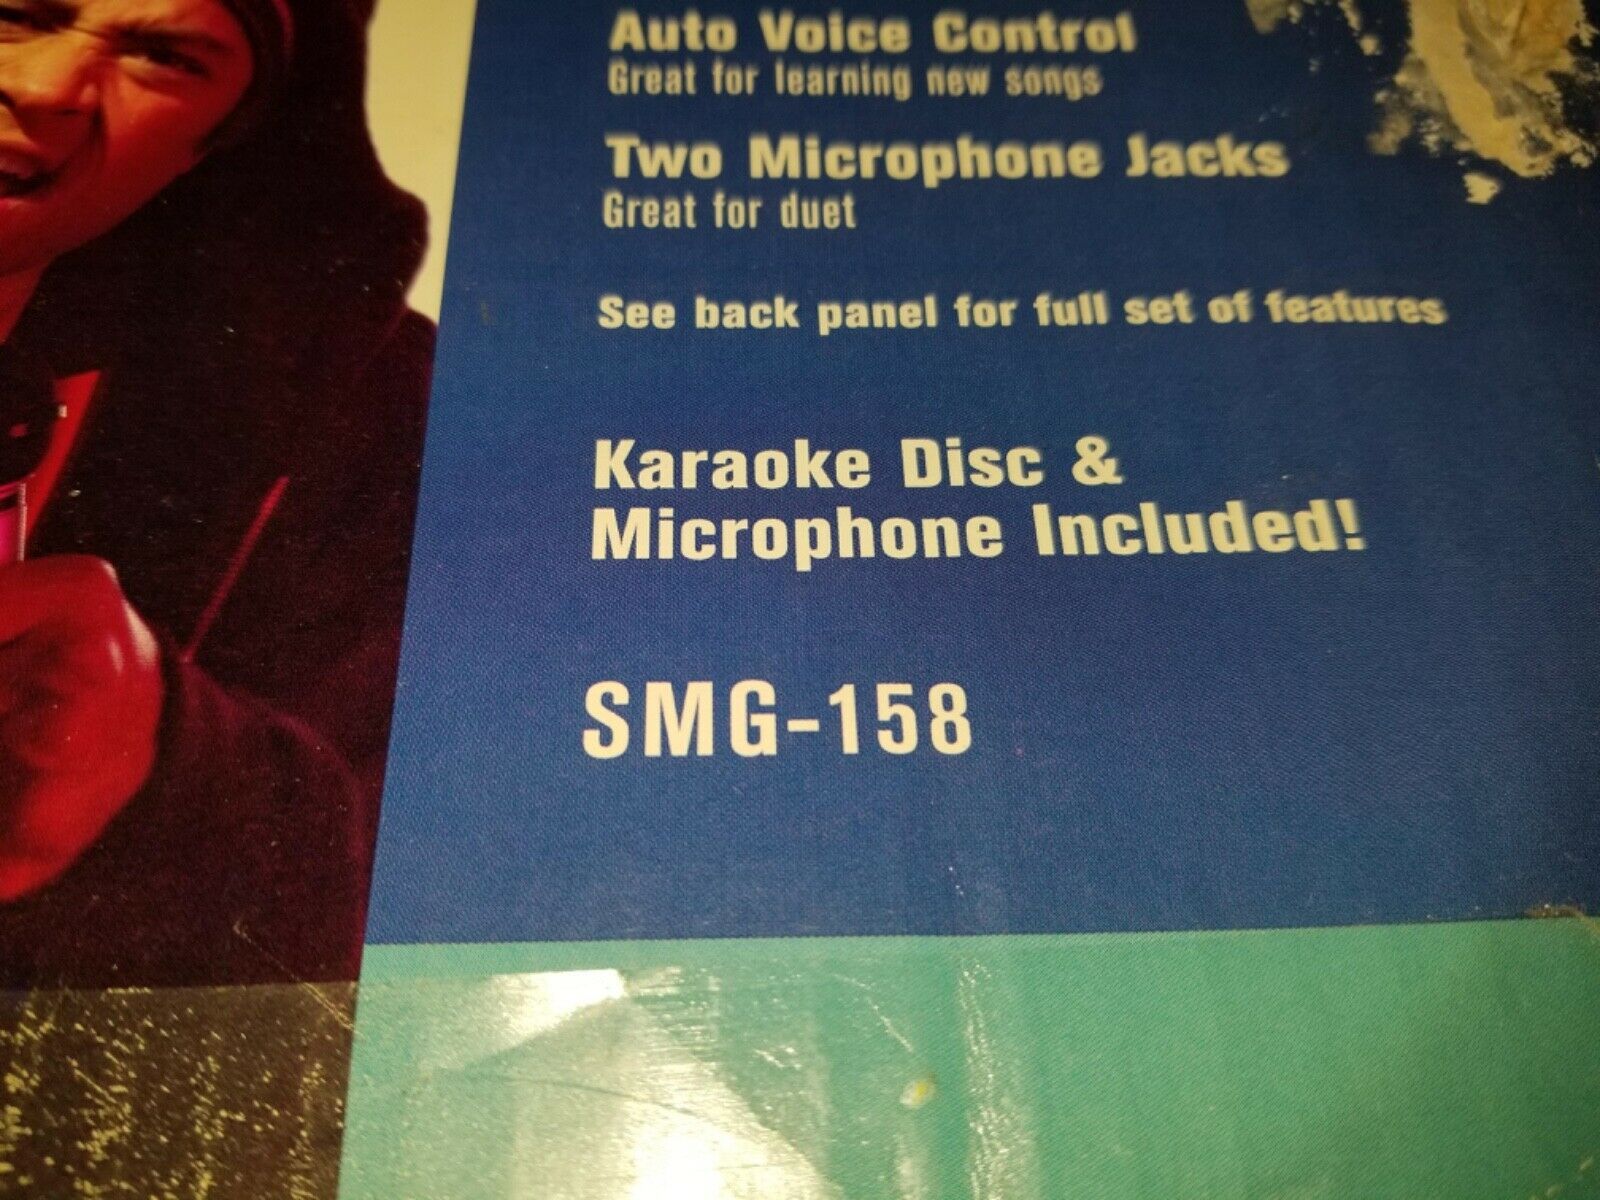 Auto Voice Control
Great for learning new songs
Two Microphone Jacks
Great for duet
See back panel for full set of features
Karaoke Disc &
Microphone Included!
SMG-158